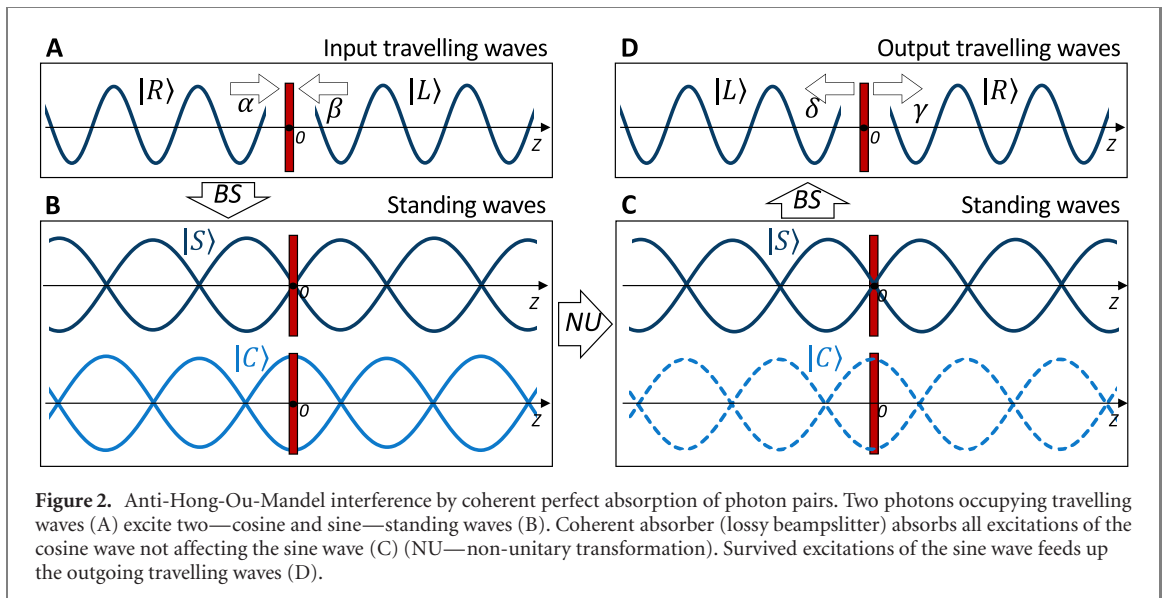 A Input travelling waves
|R⟩ α β |L⟩
0 z
D Output travelling waves
|L⟩ δ γ |R⟩
0 z
BS
BS
B Standing waves
|S⟩
0 z
|C⟩
0 z
NU
C Standing waves
|S⟩
0 z
|C⟩
0 z
Figure 2. Anti-Hong-Ou-Mandel interference by coherent perfect absorption of photon pairs. Two photons occupying travelling
waves (A) excite two—cosine and sine—standing waves (B). Coherent absorber (lossy beampslitter) absorbs all excitations of the
cosine wave not affecting the sine wave (C) (NU—non-unitary transformation). Survived excitations of the sine wave feeds up
the outgoing travelling waves (D).